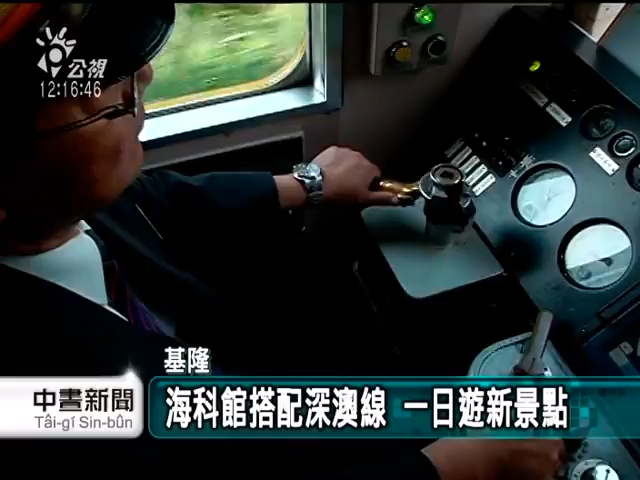 公視
12:16:46
基隆
海科館搭配深澳線 一日遊新景點
中晝新聞
Tâi-gí Sin-bûn